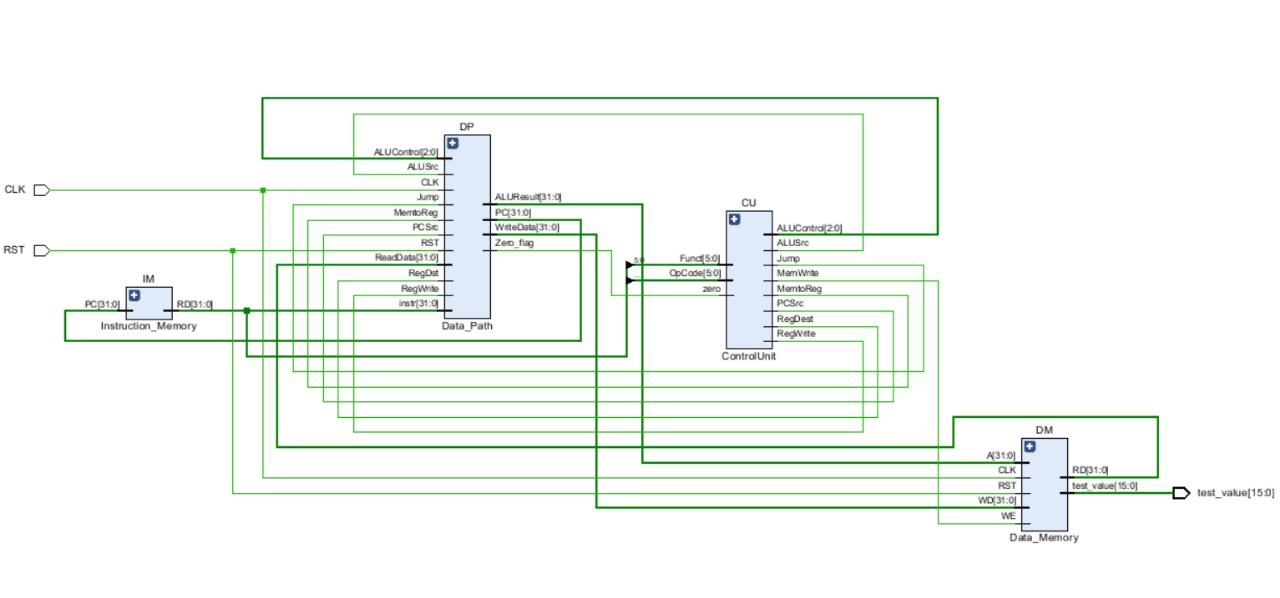 CLK
RST
IM
PC[31:0]
RD[31:0]
Instruction_Memory
DP
ALUControl[2:0]
ALUSrc
CLK
Jump
MemtoReg
PCSrc
RST
ReadData[31:0]
RegDst
RegWrite
instr[31:0]
ALUResult[31:0]
PC[31:0]
WriteData[31:0]
Zero_flag
Data_Path
CU
5:0
Funct[5:0]
OpCode[5:0]
zero
ALUControl[2:0]
ALUSrc
Jump
MemWrite
MemtoReg
PCSrc
RegDest
RegWrite
ControlUnit
DM
A[31:0]
CLK
RST
WD[31:0]
WE
RD[31:0]
test_value[15:0]
Data_Memory
test_value[15:0]